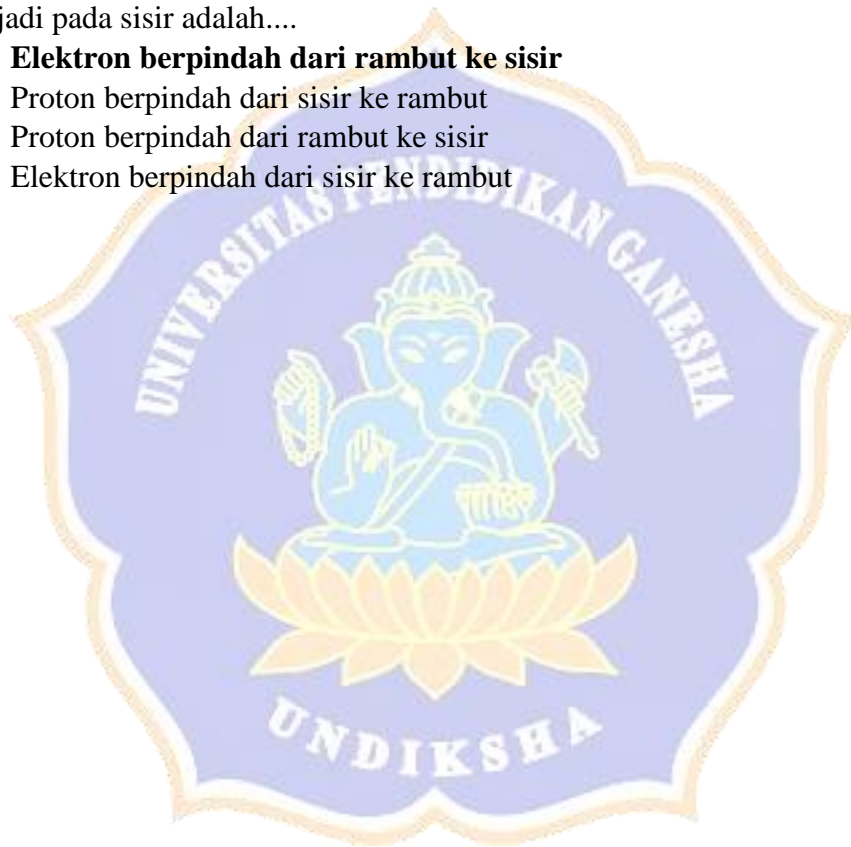 jadi pada sisir adalah....
Elektron berpindah dari rambut ke sisir
Proton berpindah dari sisir ke rambut
Proton berpindah dari rambut ke sisir
Elektron berpindah dari sisir ke rambut
UNIVERSITAS PENDIDIKAN GANESHA
UNDIKSHA